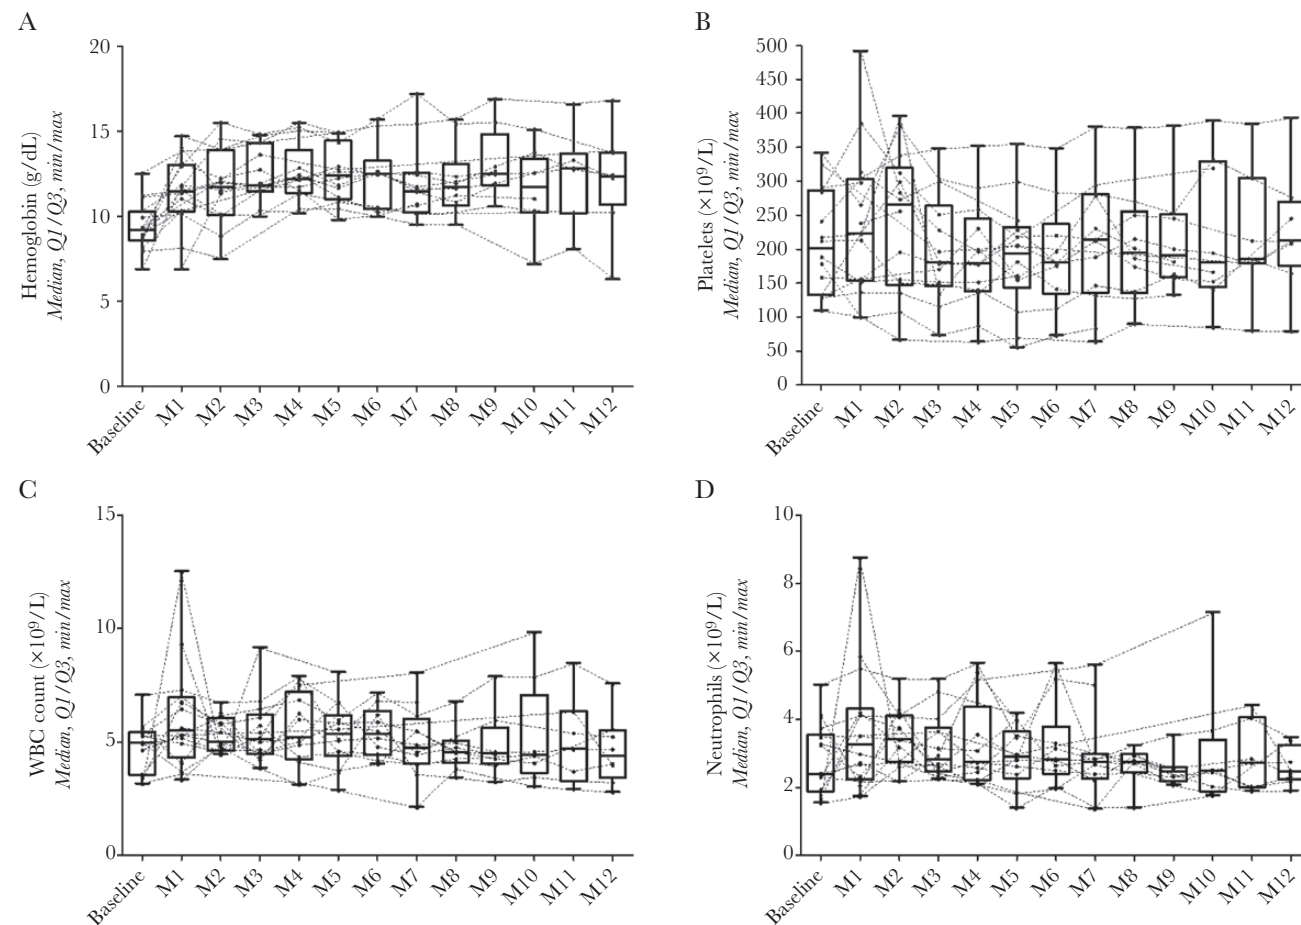 A
Hemoglobin (g/dL)
Median, Q1/Q3, min/max
20
15
10
5
0
Baseline
M1
M2
M3
M4
M5
M6
M7
M8
M9
M10
M11
M12
B
Platelets (×10⁹/L)
Median, Q1/Q3, min/max
500
450
400
350
300
250
200
150
100
50
0
Baseline
M1
M2
M3
M4
M5
M6
M7
M8
M9
M10
M11
M12
C
WBC count (×10⁹/L)
Median, Q1/Q3, min/max
15
10
5
0
Baseline
M1
M2
M3
M4
M5
M6
M7
M8
M9
M10
M11
M12
D
Neutrophils (×10⁹/L)
Median, Q1/Q3, min/max
10
8
6
4
2
0
Baseline
M1
M2
M3
M4
M5
M6
M7
M8
M9
M10
M11
M12